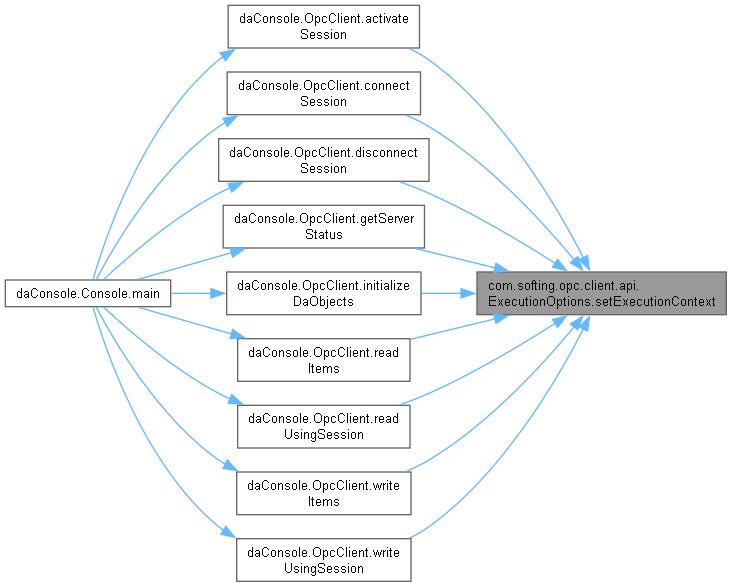 daConsole.OpcClient.activate
Session
daConsole.OpcClient.connect
Session
daConsole.OpcClient.disconnect
Session
daConsole.OpcClient.getServer
Status
daConsole.Console.main
daConsole.OpcClient.initialize
DaObjects
com.softing.opc.client.api.
ExecutionOptions.setExecutionContext
daConsole.OpcClient.read
Items
daConsole.OpcClient.read
UsingSession
daConsole.OpcClient.write
Items
daConsole.OpcClient.write
UsingSession